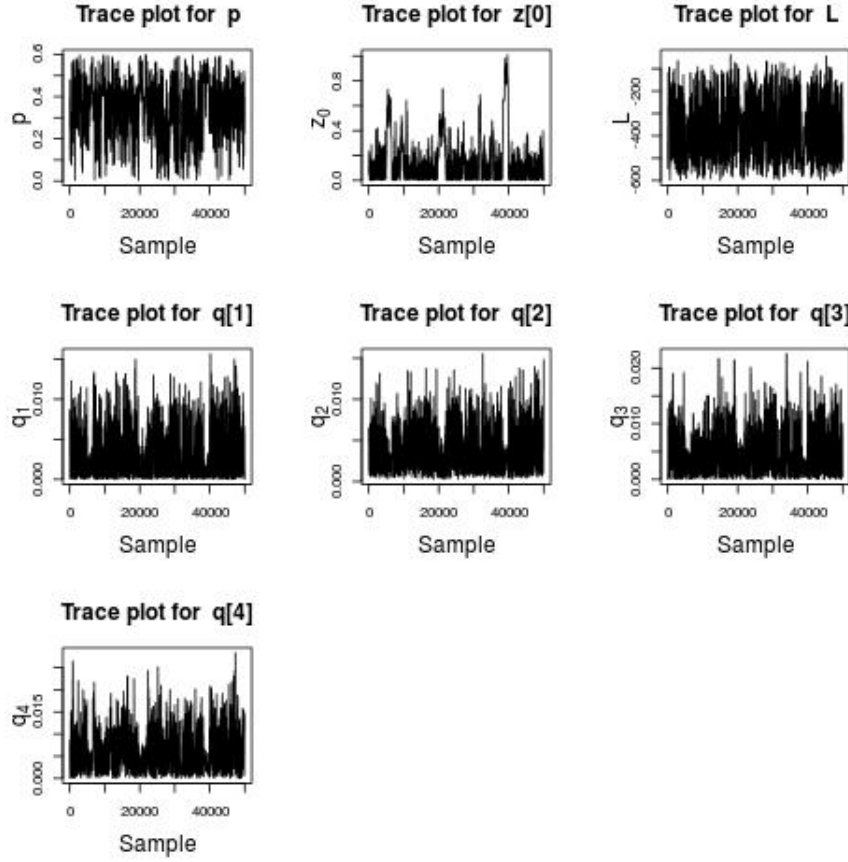 Trace plot for p
Trace plot for z[0]
Trace plot for L
p
0.0 0.2 0.4 0.6
0 20000 40000
Sample
z0
0.0 0.4 0.8
0 20000 40000
Sample
L
-600 -400 -200
0 20000 40000
Sample
Trace plot for q[1]
Trace plot for q[2]
Trace plot for q[3]
q1
0.000 0.010
0 20000 40000
Sample
q2
0.000 0.010
0 20000 40000
Sample
q3
0.000 0.010 0.020
0 20000 40000
Sample
Trace plot for q[4]
q4
0.000 0.015
0 20000 40000
Sample